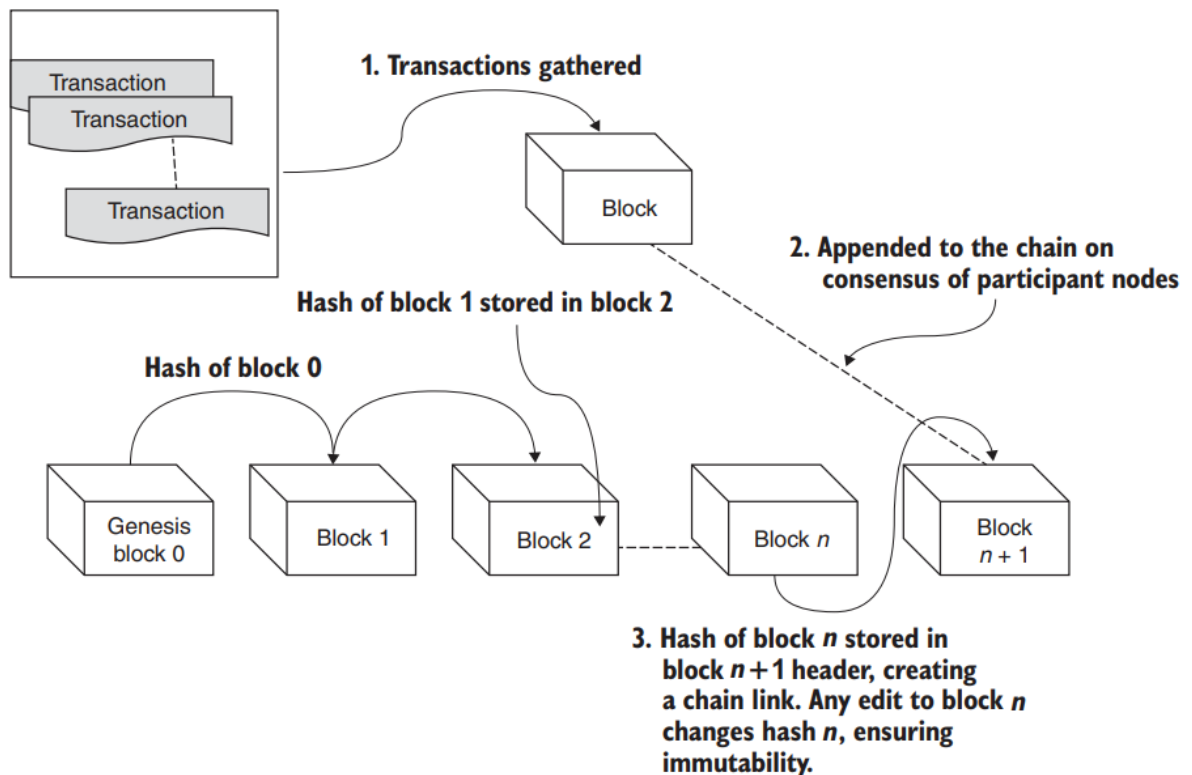 Transaction
Transaction
Transaction
1. Transactions gathered
Block
2. Appended to the chain on
consensus of participant nodes
Hash of block 1 stored in block 2
Hash of block 0
Genesis
block 0
Block 1
Block 2
Block n
Block
n + 1
3. Hash of block n stored in
block n+1 header, creating
a chain link. Any edit to block n
changes hash n, ensuring
immutability.